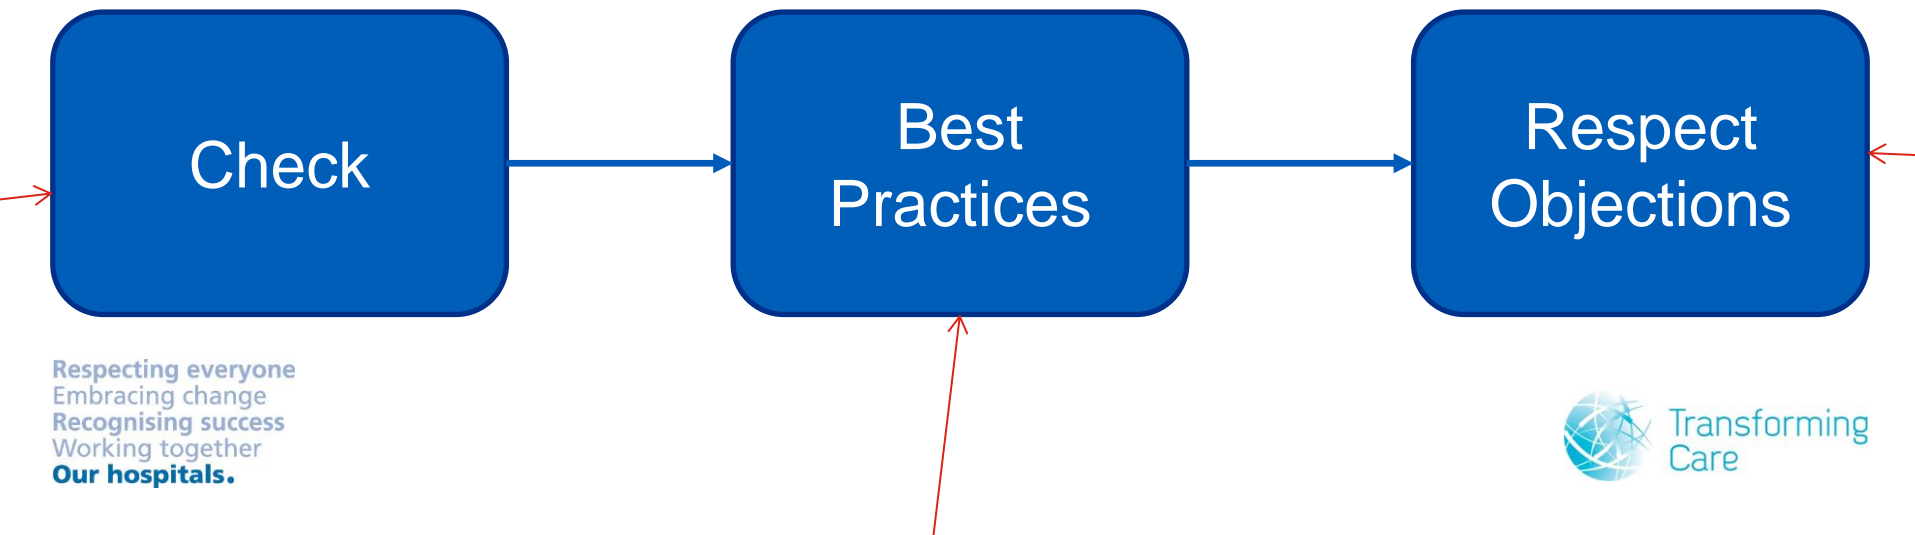 Check
Best
Practices
Respect
Objections
Respecting everyone
Embracing change
Recognising success
Working together
Our hospitals.
Transforming
Care